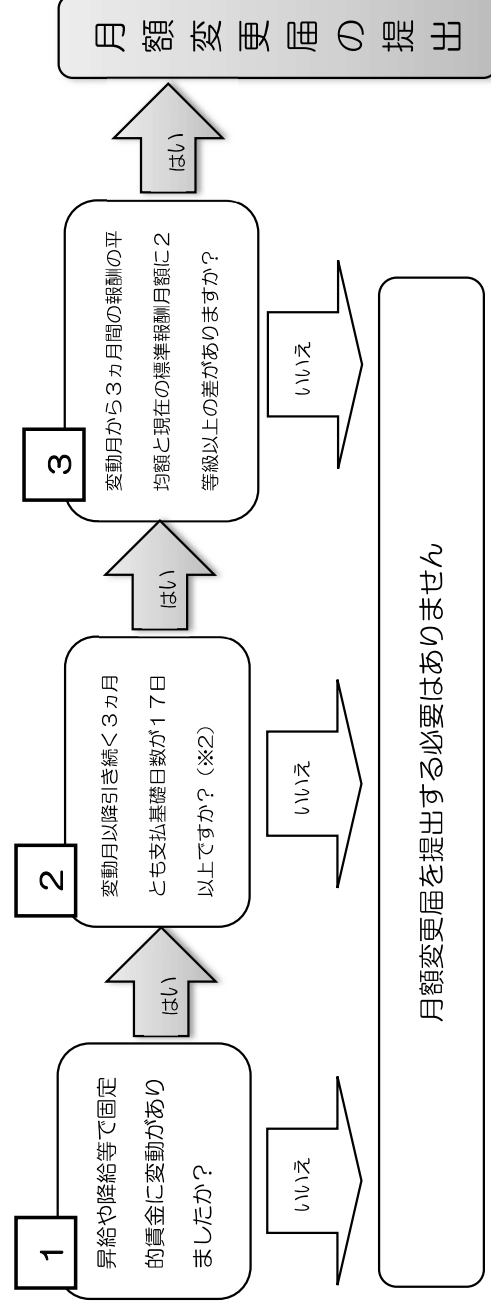 1
昇給や降給等で固定
的賃金に変動があり
ましたか？
はい
いいえ
2
変動月以降引き続く３ヵ月
とも支払基礎日数が１７日
以上ですか？（※2）
はい
いいえ
3
変動月から３ヵ月間の報酬の平
均額と現在の標準報酬月額に２
等級以上の差がありますか？
はい
いいえ
月額変更届の提出
月額変更届を提出する必要はありません